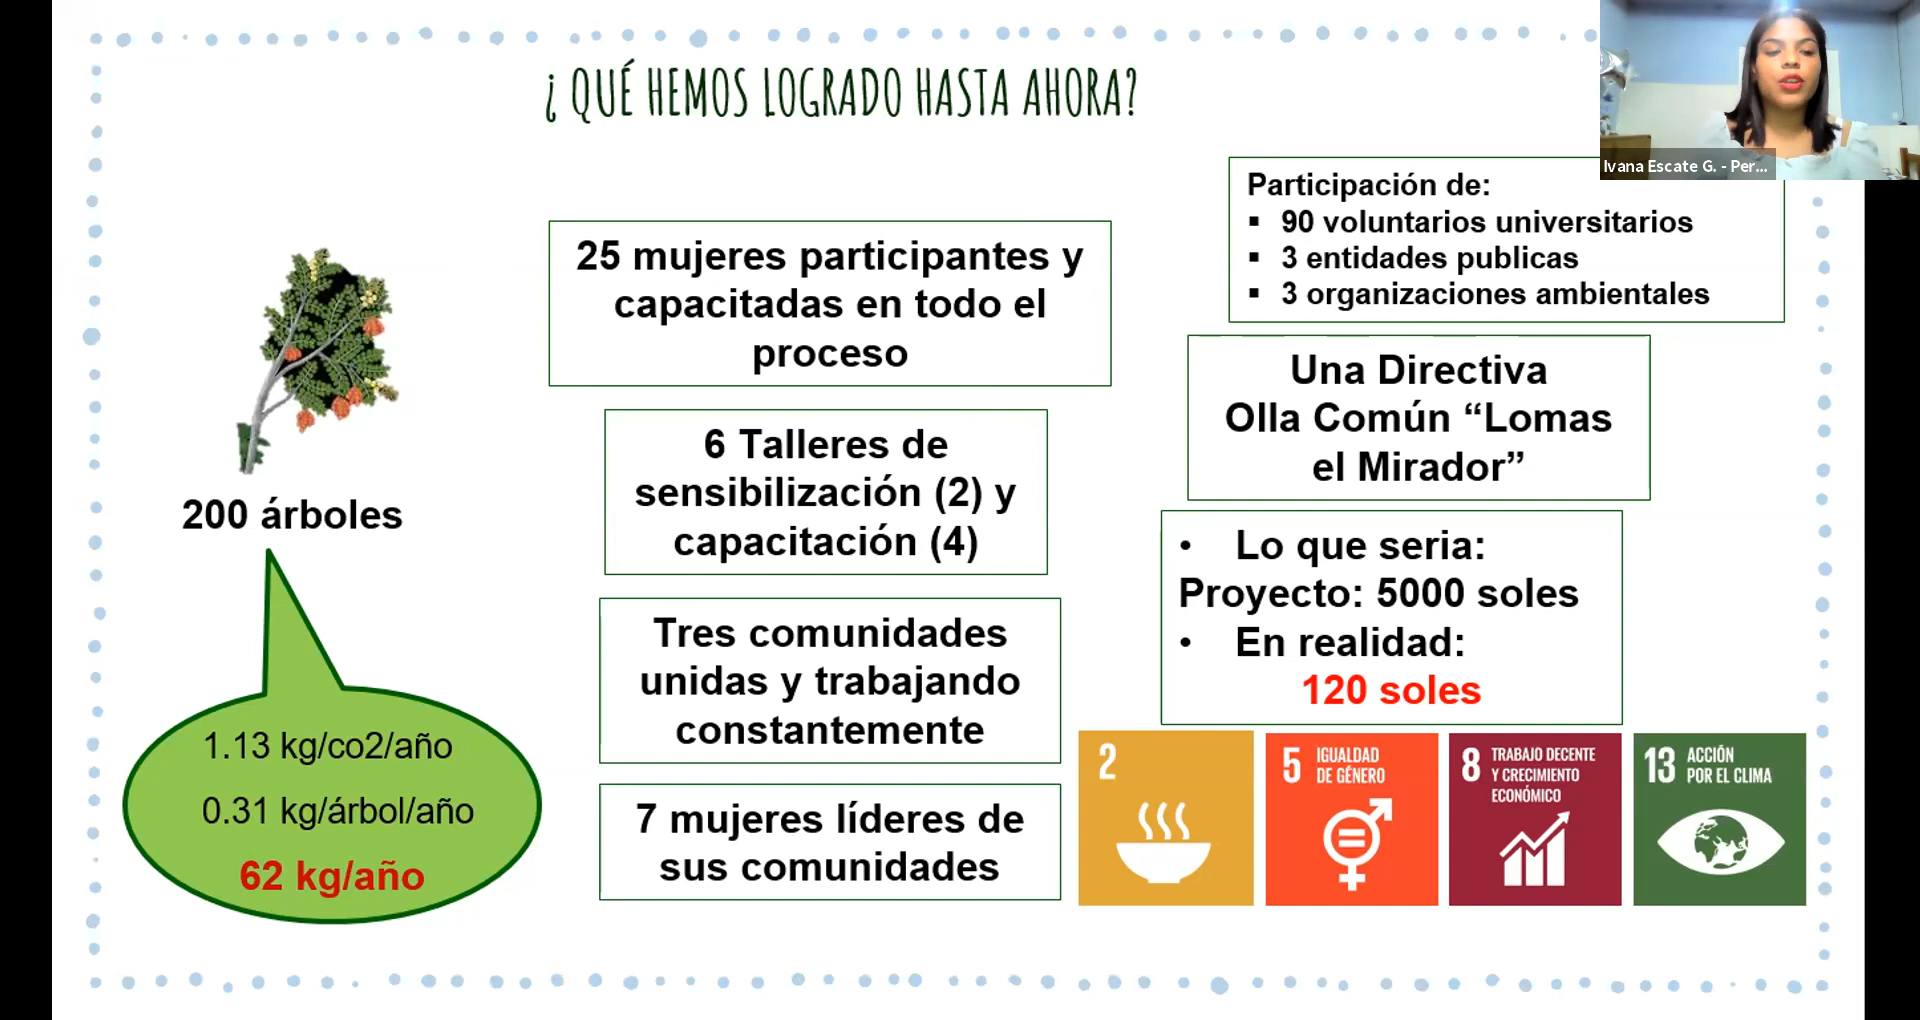 ¿ QUÉ HEMOS LOGRADO HASTA AHORA?
Ivana Escate G. - Per...
200 árboles
1.13 kg/co2/año
0.31 kg/árbol/año
62 kg/año
25 mujeres participantes y
capacitadas en todo el
proceso
6 Talleres de
sensibilización (2) y
capacitación (4)
Tres comunidades
unidas y trabajando
constantemente
7 mujeres líderes de
sus comunidades
Participación de:
▪ 90 voluntarios universitarios
▪ 3 entidades publicas
▪ 3 organizaciones ambientales
Una Directiva
Olla Común “Lomas
el Mirador”
• Lo que seria:
Proyecto: 5000 soles
• En realidad:
120 soles
2
5 IGUALDAD
DE GÉNERO
8 TRABAJO DECENTE
Y CRECIMIENTO
ECONÓMICO
13 ACCIÓN
POR EL CLIMA